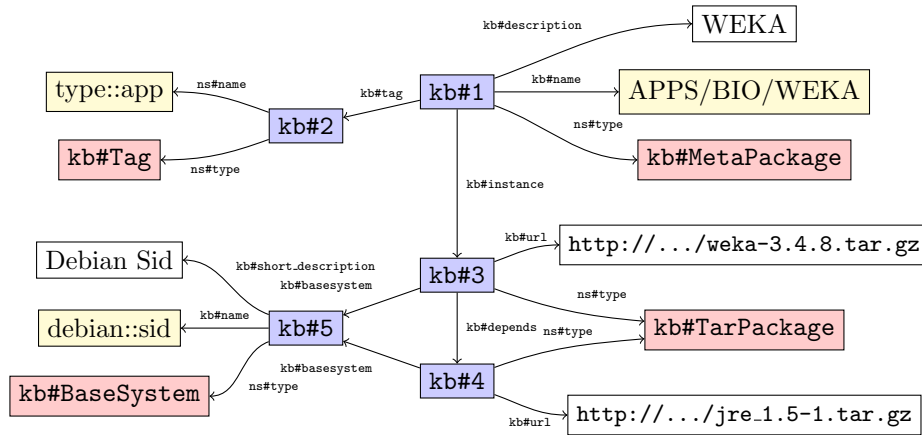 kb#description
WEKA
type::app
ns#name
kb#tag
kb#1
kb#name
APPS/BIO/WEKA
kb#2
ns#type
kb#Tag
ns#type
kb#MetaPackage
kb#instance
Debian Sid
kb#short_description
kb#basesystem
kb#3
kb#url
http://.../weka-3.4.8.tar.gz
ns#type
debian::sid
kb#name
kb#5
kb#depends
ns#type
kb#TarPackage
kb#BaseSystem
ns#type
kb#basesystem
kb#4
kb#url
http://.../jre_1.5-1.tar.gz